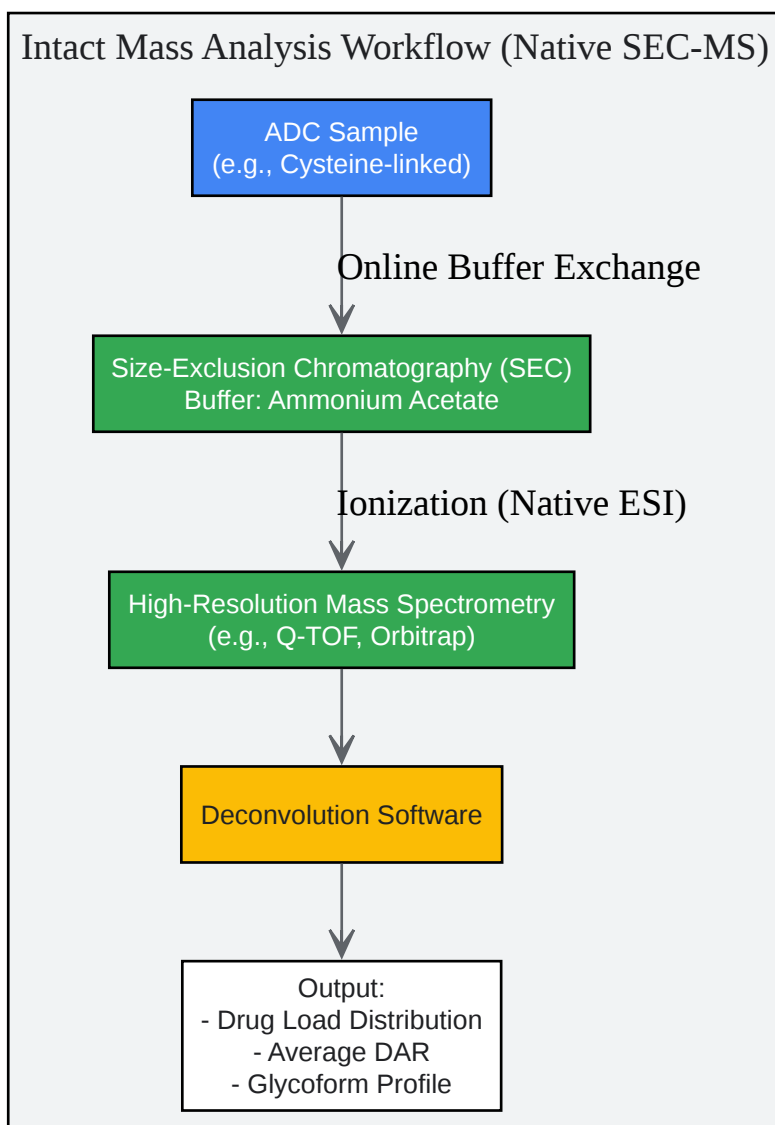 Intact Mass Analysis Workflow (Native SEC-MS)
ADC Sample
(e.g., Cysteine-linked)
Online Buffer Exchange
Size-Exclusion Chromatography (SEC)
Buffer: Ammonium Acetate
Ionization (Native ESI)
High-Resolution Mass Spectrometry
(e.g., Q-TOF, Orbitrap)
Deconvolution Software
Output:
- Drug Load Distribution
- Average DAR
- Glycoform Profile